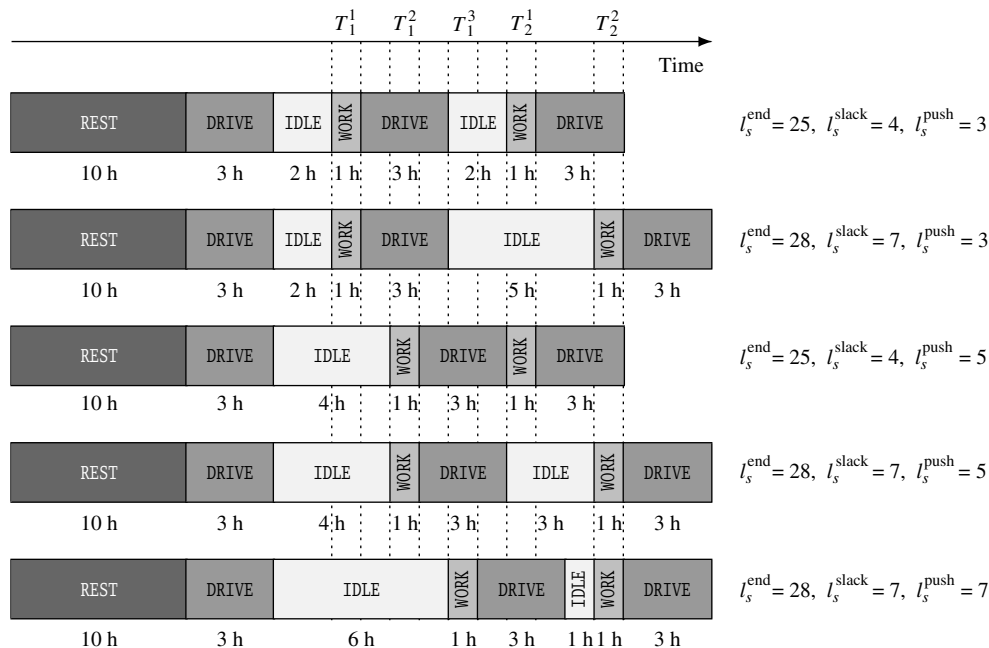 T_1^1 T_1^2 T_1^3 T_2^1 T_2^2
Time
REST DRIVE IDLE WORK DRIVE IDLE WORK DRIVE
l_s^end = 25, l_s^slack = 4, l_s^push = 3
10 h 3 h 2 h 1 h 3 h 2 h 1 h 3 h
REST DRIVE IDLE WORK DRIVE IDLE WORK DRIVE
l_s^end = 28, l_s^slack = 7, l_s^push = 3
10 h 3 h 2 h 1 h 3 h 5 h 1 h 3 h
REST DRIVE IDLE WORK DRIVE WORK DRIVE
l_s^end = 25, l_s^slack = 4, l_s^push = 5
10 h 3 h 4 h 1 h 3 h 1 h 3 h
REST DRIVE IDLE WORK DRIVE IDLE WORK DRIVE
l_s^end = 28, l_s^slack = 7, l_s^push = 5
10 h 3 h 4 h 1 h 3 h 3 h 1 h 3 h
REST DRIVE IDLE WORK DRIVE IDLE WORK DRIVE
l_s^end = 28, l_s^slack = 7, l_s^push = 7
10 h 3 h 6 h 1 h 3 h 1 h 1 h 3 h